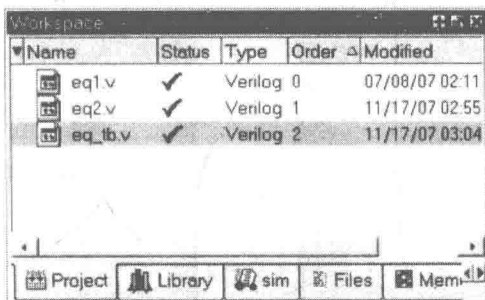 Workspace
Name Status Type Order Modified
eq1.v Verilog 0 07/08/07 02:11
eq2.v Verilog 1 11/17/07 02:55
eq_tb.v Verilog 2 11/17/07 03:04
Project Library sim Files Mem